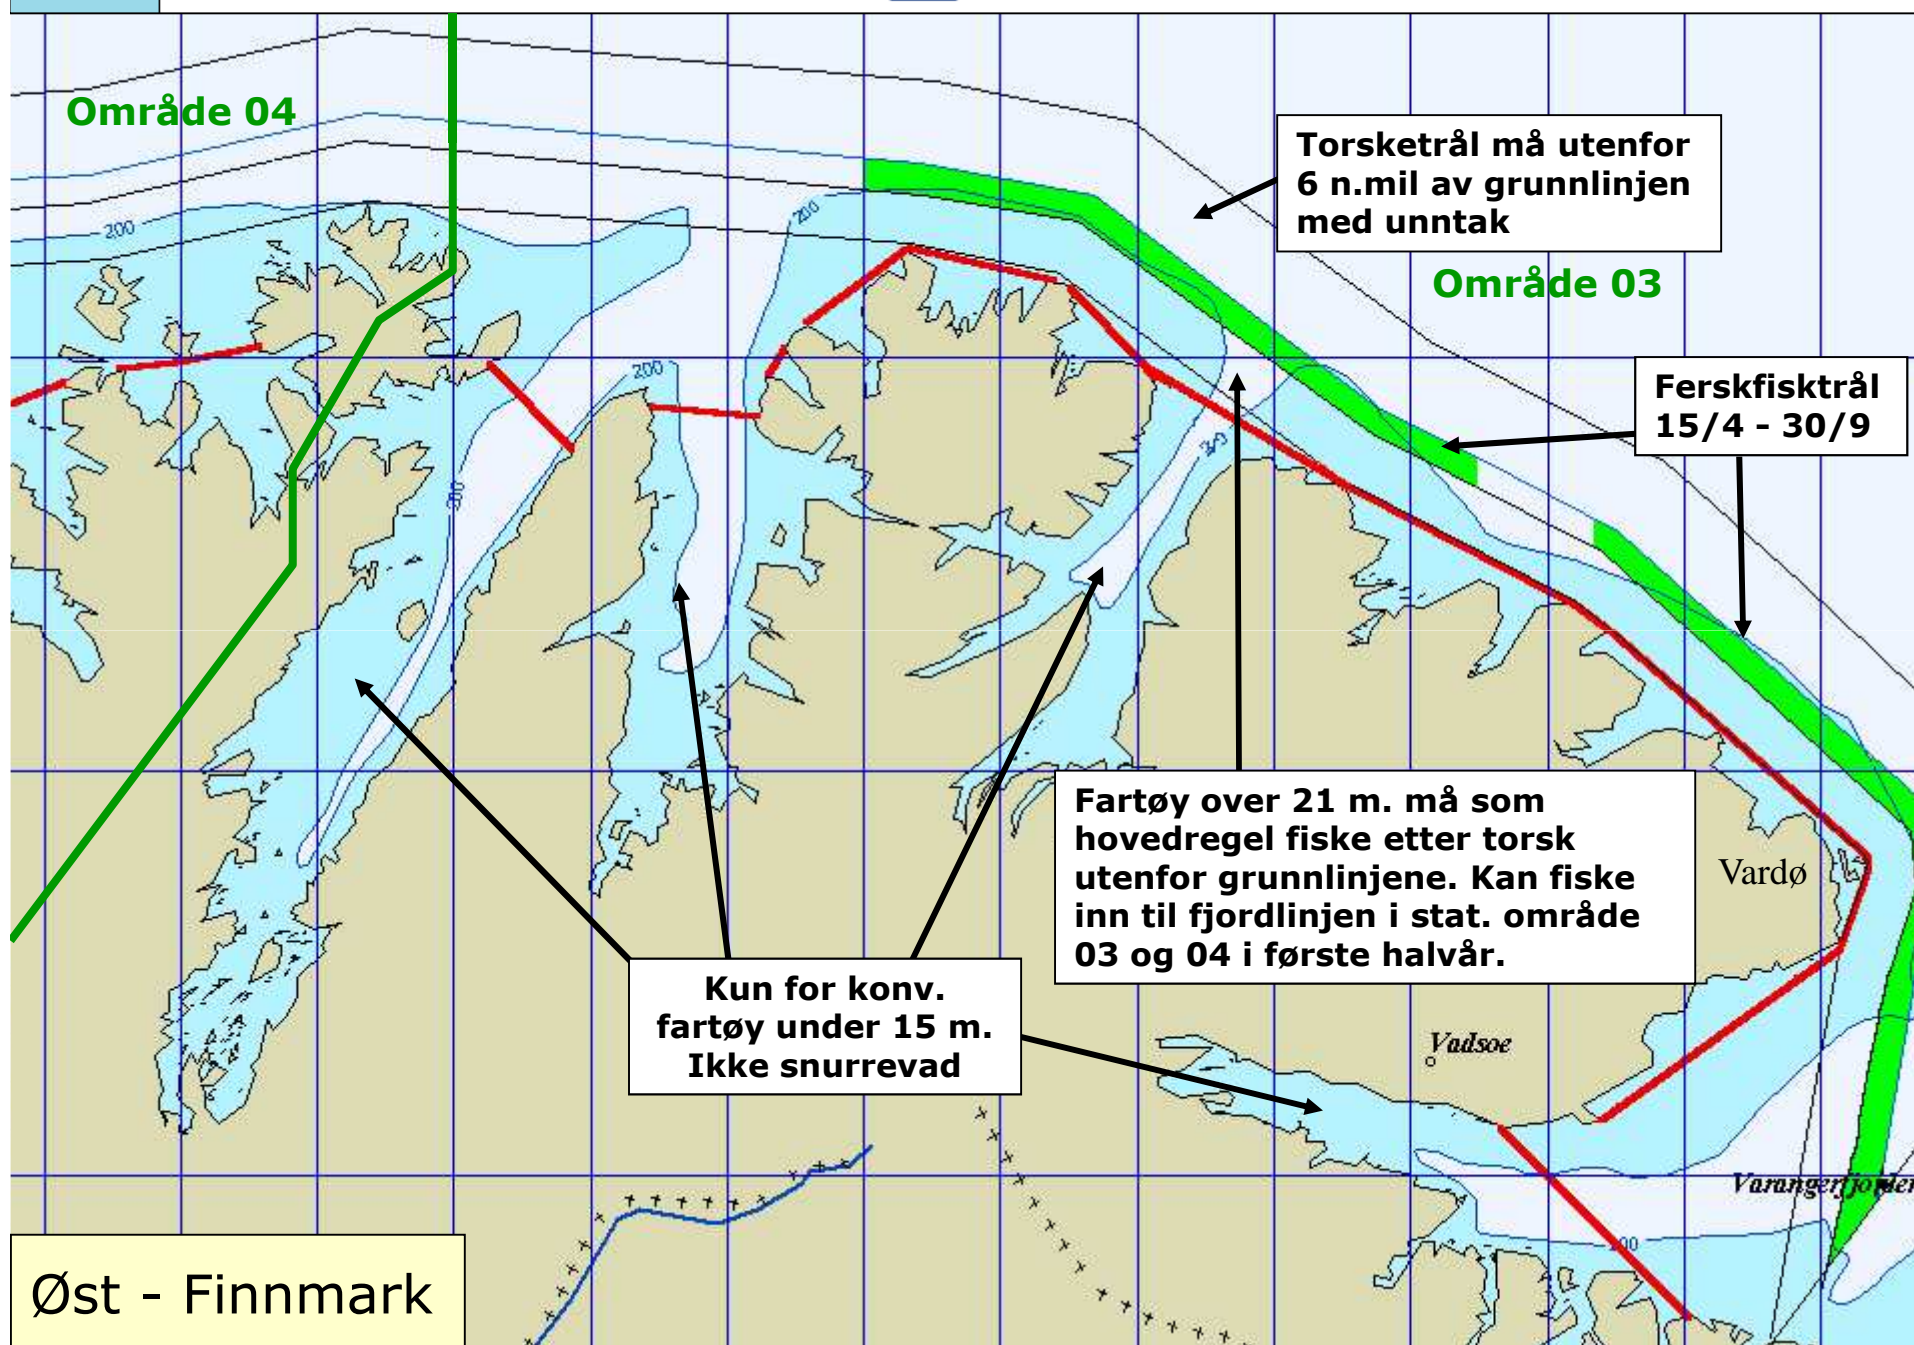 Område 04
Torsketrål må utenfor
6 n.mil av grunnlinjen
med unntak
Område 03
200
200
200
Ferskfisktrål
15/4 - 30/9
200
Fartøy over 21 m. må som
hovedregel fiske etter torsk
utenfor grunnlinjene. Kan fiske
inn til fjordlinjen i stat. område
03 og 04 i første halvår.
Vardø
Kun for konv.
fartøy under 15 m.
Ikke snurrevad
Vadsoe
Varangerfjorden
Øst - Finnmark